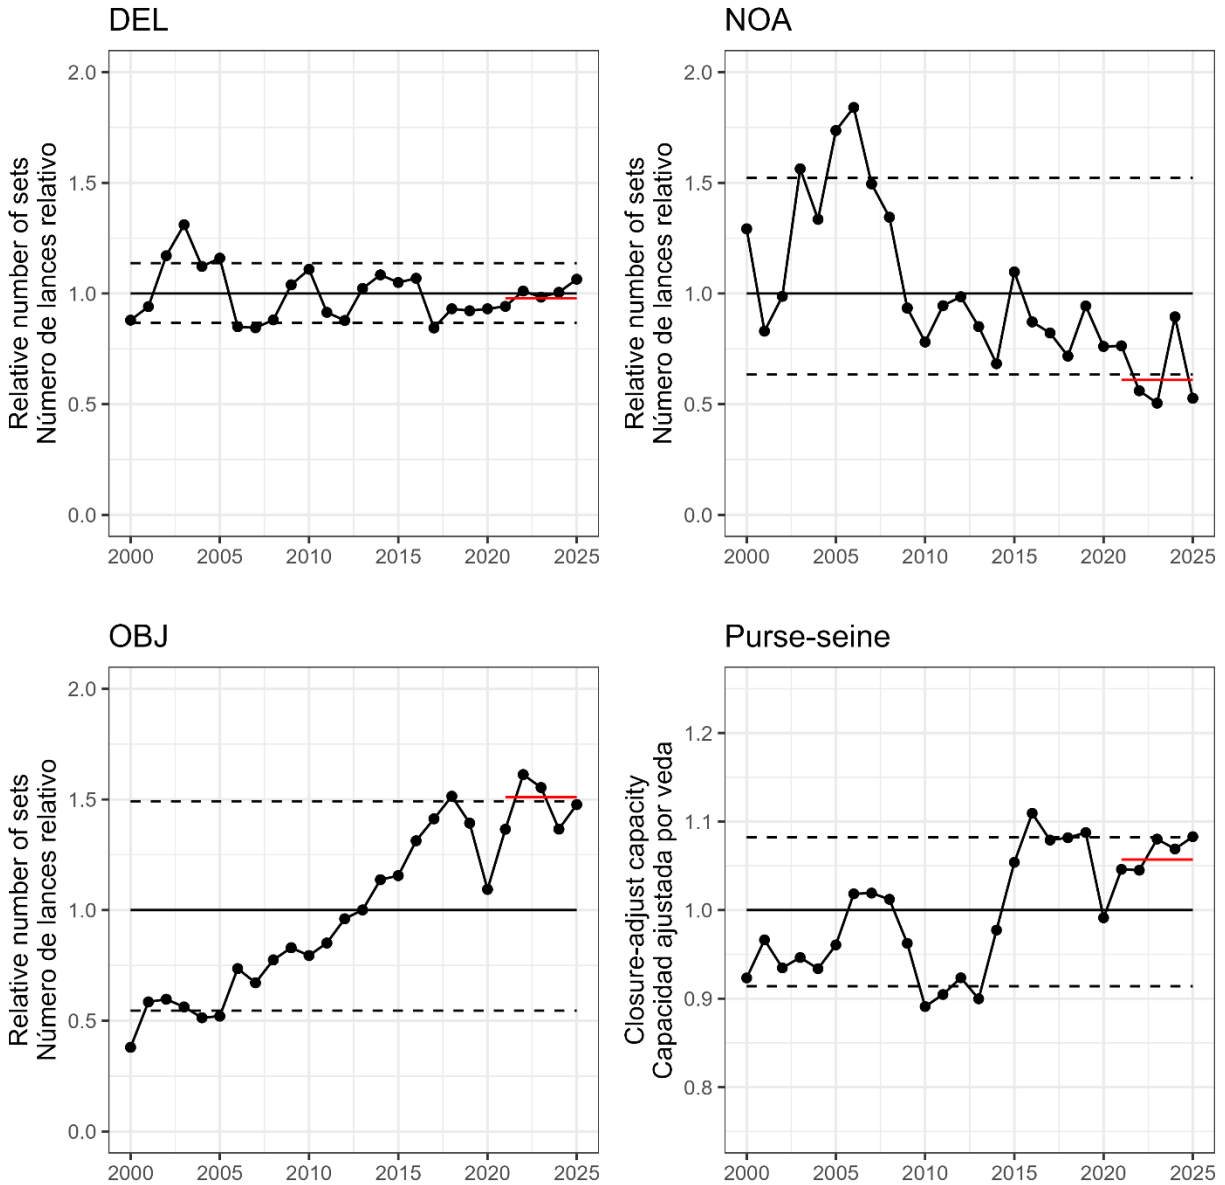 DEL
Relative number of sets
Número de lances relativo
2.0
1.5
1.0
0.5
0.0
2000 2005 2010 2015 2020 2025
NOA
Relative number of sets
Número de lances relativo
2.0
1.5
1.0
0.5
0.0
2000 2005 2010 2015 2020 2025
OBJ
Relative number of sets
Número de lances relativo
2.0
1.5
1.0
0.5
0.0
2000 2005 2010 2015 2020 2025
Purse-seine
Closure-adjust capacity
Capacidad ajustada por veda
1.2
1.1
1.0
0.9
0.8
2000 2005 2010 2015 2020 2025